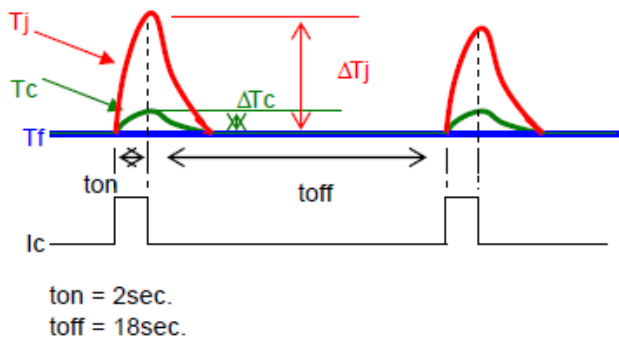 Tj
ΔTj
Tc
ΔTc
Tf
ton
toff
Ic
ton = 2sec.
toff = 18sec.